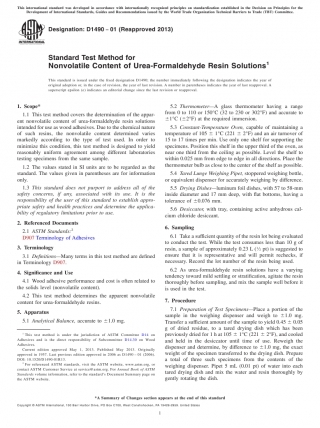 This international standard was developed in accordance with internationally recognized principles on standardization established in the Decision on Principles for the
Development of International Standards, Guides and Recommendations issued by the World Trade Organization Technical Barriers to Trade (TBT) Committee.
Designation: D1490 − 01 (Reapproved 2013)
Standard Test Method for
Nonvolatile Content of Urea-Formaldehyde Resin Solutions¹
This standard is issued under the fixed designation D1490; the number immediately following the designation indicates the year of
original adoption or, in the case of revision, the year of last revision. A number in parentheses indicates the year of last reapproval. A
superscript epsilon (ε) indicates an editorial change since the last revision or reapproval.
1. Scope*
1.1 This test method covers the determination of the apparent
nonvolatile content of urea-formaldehyde resin solutions
intended for use in wood adhesives. Due to the chemical nature
of such resins, the nonvolatile content determined varies
markedly according to the type of test used. In order to
minimize this condition, this test method is designed to yield
reasonably uniform agreement among different laboratories
testing specimens from the same sample.
1.2 The values stated in SI units are to be regarded as the
standard. The values given in parentheses are for information
only.
1.3 This standard does not purport to address all of the
safety concerns, if any, associated with its use. It is the
responsibility of the user of this standard to establish appropriate
safety and health practices and determine the applicability
of regulatory limitations prior to use.
2. Referenced Documents
2.1 ASTM Standards:²
D907 Terminology of Adhesives
3. Terminology
3.1 Definitions—Many terms in this test method are defined
in Terminology D907.
4. Significance and Use
4.1 Wood adhesive performance and cost is often related to
the solids level (nonvolatile content).
4.2 This test method determines the apparent nonvolatile
content for urea-formaldehyde resins.
5. Apparatus
5.1 Analytical Balance, accurate to ±1.0 mg.
¹ This test method is under the jurisdiction of ASTM Committee D14 on
Adhesives and is the direct responsibility of Subcommittee D14.30 on Wood
Adhesives.
Current edition approved May 1, 2013. Published May 2013. Originally
approved in 1957. Last previous edition approved in 2006 as D1490 – 01 (2006).
DOI: 10.1520/D1490-01R13.
² For referenced ASTM standards, visit the ASTM website, www.astm.org, or
contact ASTM Customer Service at service@astm.org. For Annual Book of ASTM
Standards volume information, refer to the standard's Document Summary page on
the ASTM website.
5.2 Thermometer—A glass thermometer having a range
from 0 to 110 or 150°C (32 to 230 or 302°F) and accurate to
±1°C (±2°F) at the required immersion.
5.3 Constant-Temperature Oven, capable of maintaining a
temperature of 105 ± 1°C (221 ± 2°F) and an air turnover of
10 to 15 times per min. Use only one shelf for supporting the
specimens. Position this shelf in the upper third of the oven, as
near one third from the ceiling as possible. Level the shelf to
within 0.025 mm from edge to edge in all directions. Place the
thermometer bulb as close to the center of the shelf as possible.
5.4 Tared Lunge Weighing Pipet, stoppered weighing bottle,
or equivalent dispenser for accurately weighing by difference.
5.5 Drying Dishes—Aluminum foil dishes, with 57 to 58-mm
inside diameter and 17 mm deep, with flat bottoms, having a
tolerance of ±0.076 mm.
5.6 Desiccator, with tray, containing active anhydrous calcium
chloride desiccant.
6. Sampling
6.1 Take a sufficient quantity of the resin lot being evaluated
to conduct the test. While the test consumes less than 10 g of
resin, a sample of approximately 0.23 L (½ pt) is suggested to
ensure that it is representative and will permit rechecks, if
necessary. Record the lot number of the resin being used.
6.2 As urea-formaldehyde resin solutions have a varying
tendency toward mild settling or stratification, agitate the resin
thoroughly before sampling, and mix the sample well before it
is used in the test.
7. Procedure
7.1 Preparation of Test Specimens—Place a portion of the
sample in the weighing dispenser and weigh to ±1.0 mg.
Transfer a sufficient amount of the sample to yield 0.45 ± 0.05
g of dried residue, to a tared drying dish which has been
previously dried for 1 h at 105 ± 1°C (221 ± 2°F), and cooled
and held in the desiccator until time of use. Reweigh the
dispenser and determine, by difference to ±1.0 mg, the exact
weight of the specimen transferred to the drying dish. Prepare
a total of three such specimens from the contents of the
weighing dispenser. Pipet 5 mL (0.01 pt) of water into each
tared drying dish and mix the water and resin thoroughly by
gently rotating the dish.
*A Summary of Changes section appears at the end of this standard
Copyright © ASTM International, 100 Barr Harbor Drive, PO Box C700, West Conshohocken, PA 19428-2959. United States
1